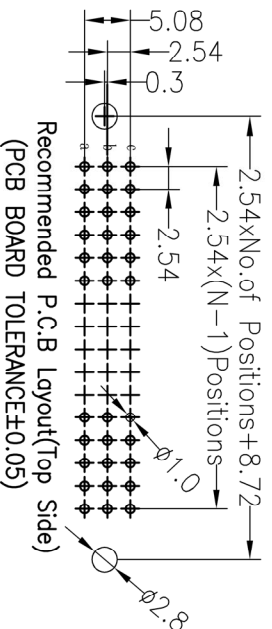 5.08
2.54
0.3
2.54xNo.of Positions+8.72
2.54x(N-1)Positions
2.54
a
b
c
ø1.0
ø2.8
Recommended P.C.B Layout(Top Side)
(PCB BOARD TOLERANCE±0.05)